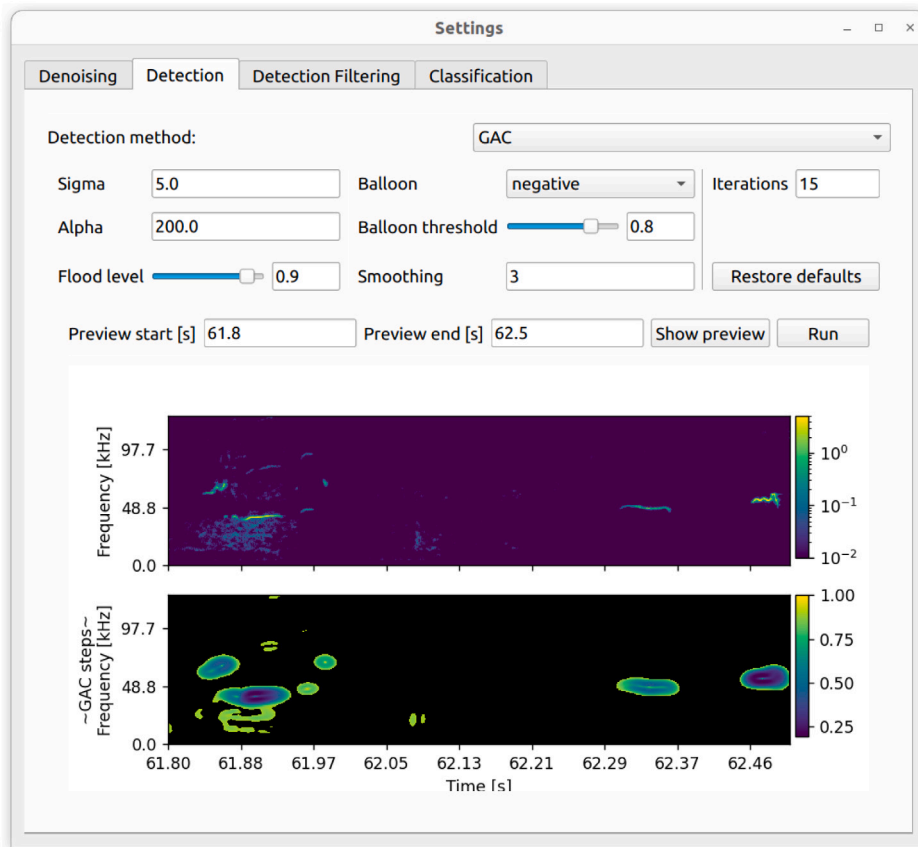 Settings
Denoising Detection Detection Filtering Classification
Detection method: GAC
Sigma 5.0 Balloon negative Iterations 15
Alpha 200.0 Balloon threshold 0.8
Flood level 0.9 Smoothing 3 Restore defaults
Preview start [s] 61.8 Preview end [s] 62.5 Show preview Run
Frequency [kHz]
97.7
48.8
0.0
10^0
10^-1
10^-2
~GAC steps~
Frequency [kHz]
97.7
48.8
0.0
1.00
0.75
0.50
0.25
61.80 61.88 61.97 62.05 62.13 62.21 62.29 62.37 62.46
Time [s]